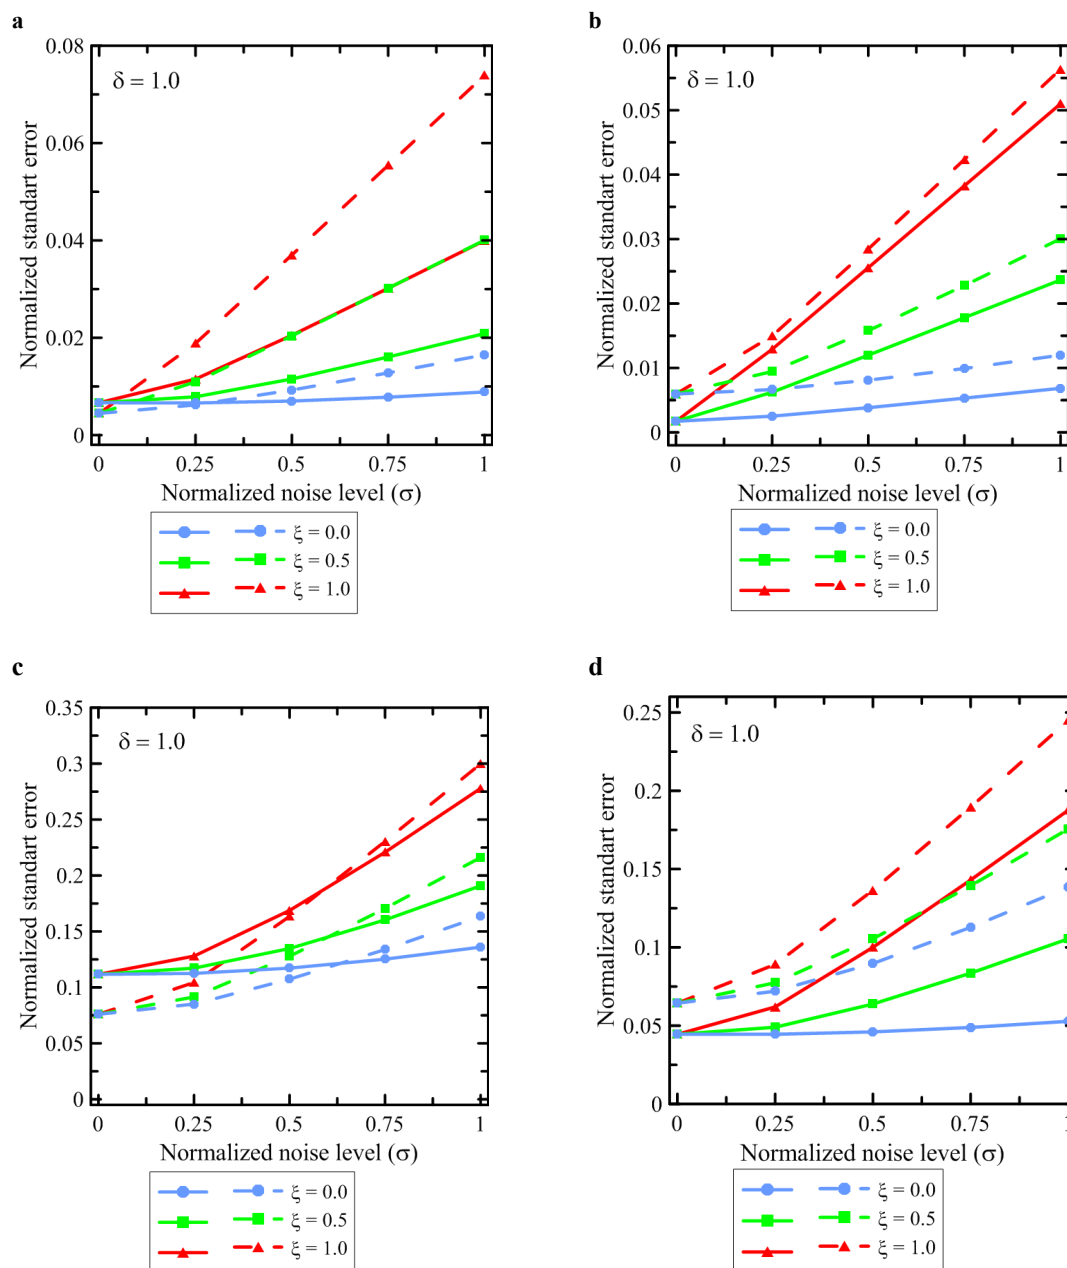 a
0.08
δ = 1.0
0.06
0.04
0.02
0
Normalized standart error
0 0.25 0.5 0.75 1
Normalized noise level (σ)
ξ = 0.0
ξ = 0.5
ξ = 1.0
b
0.06
δ = 1.0
0.05
0.04
0.03
0.02
0.01
0
Normalized standart error
0 0.25 0.5 0.75 1
Normalized noise level (σ)
ξ = 0.0
ξ = 0.5
ξ = 1.0
c
0.35
δ = 1.0
0.3
0.25
0.2
0.15
0.1
0.05
0
Normalized standart error
0 0.25 0.5 0.75 1
Normalized noise level (σ)
ξ = 0.0
ξ = 0.5
ξ = 1.0
d
0.25
δ = 1.0
0.2
0.15
0.1
0.05
0
Normalized standart error
0 0.25 0.5 0.75 1
Normalized noise level (σ)
ξ = 0.0
ξ = 0.5
ξ = 1.0